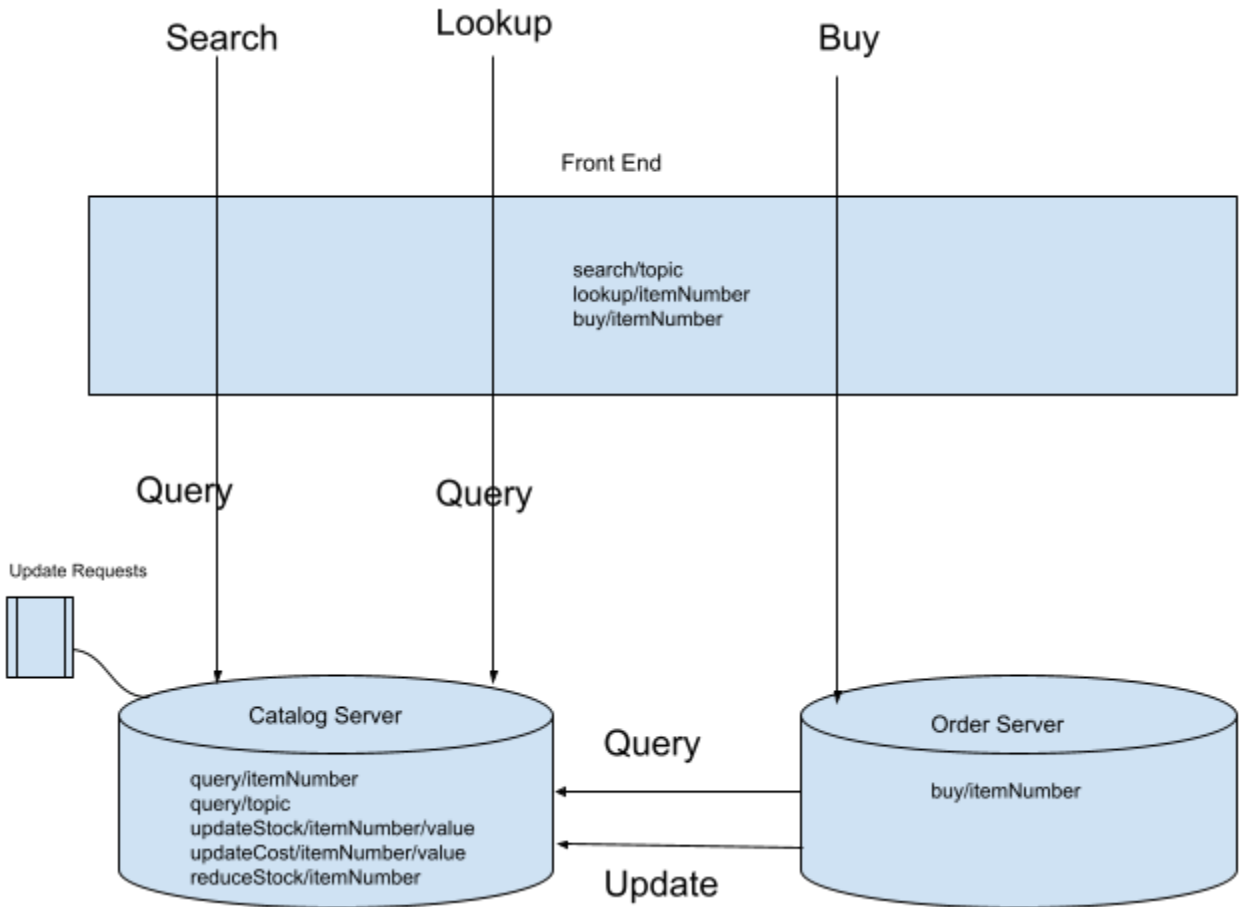 Search
Lookup
Buy
Front End
search/topic
lookup/itemNumber
buy/itemNumber
Query
Query
Update Requests
Catalog Server
query/itemNumber
query/topic
updateStock/itemNumber/value
updateCost/itemNumber/value
reduceStock/itemNumber
Query
Update
Order Server
buy/itemNumber